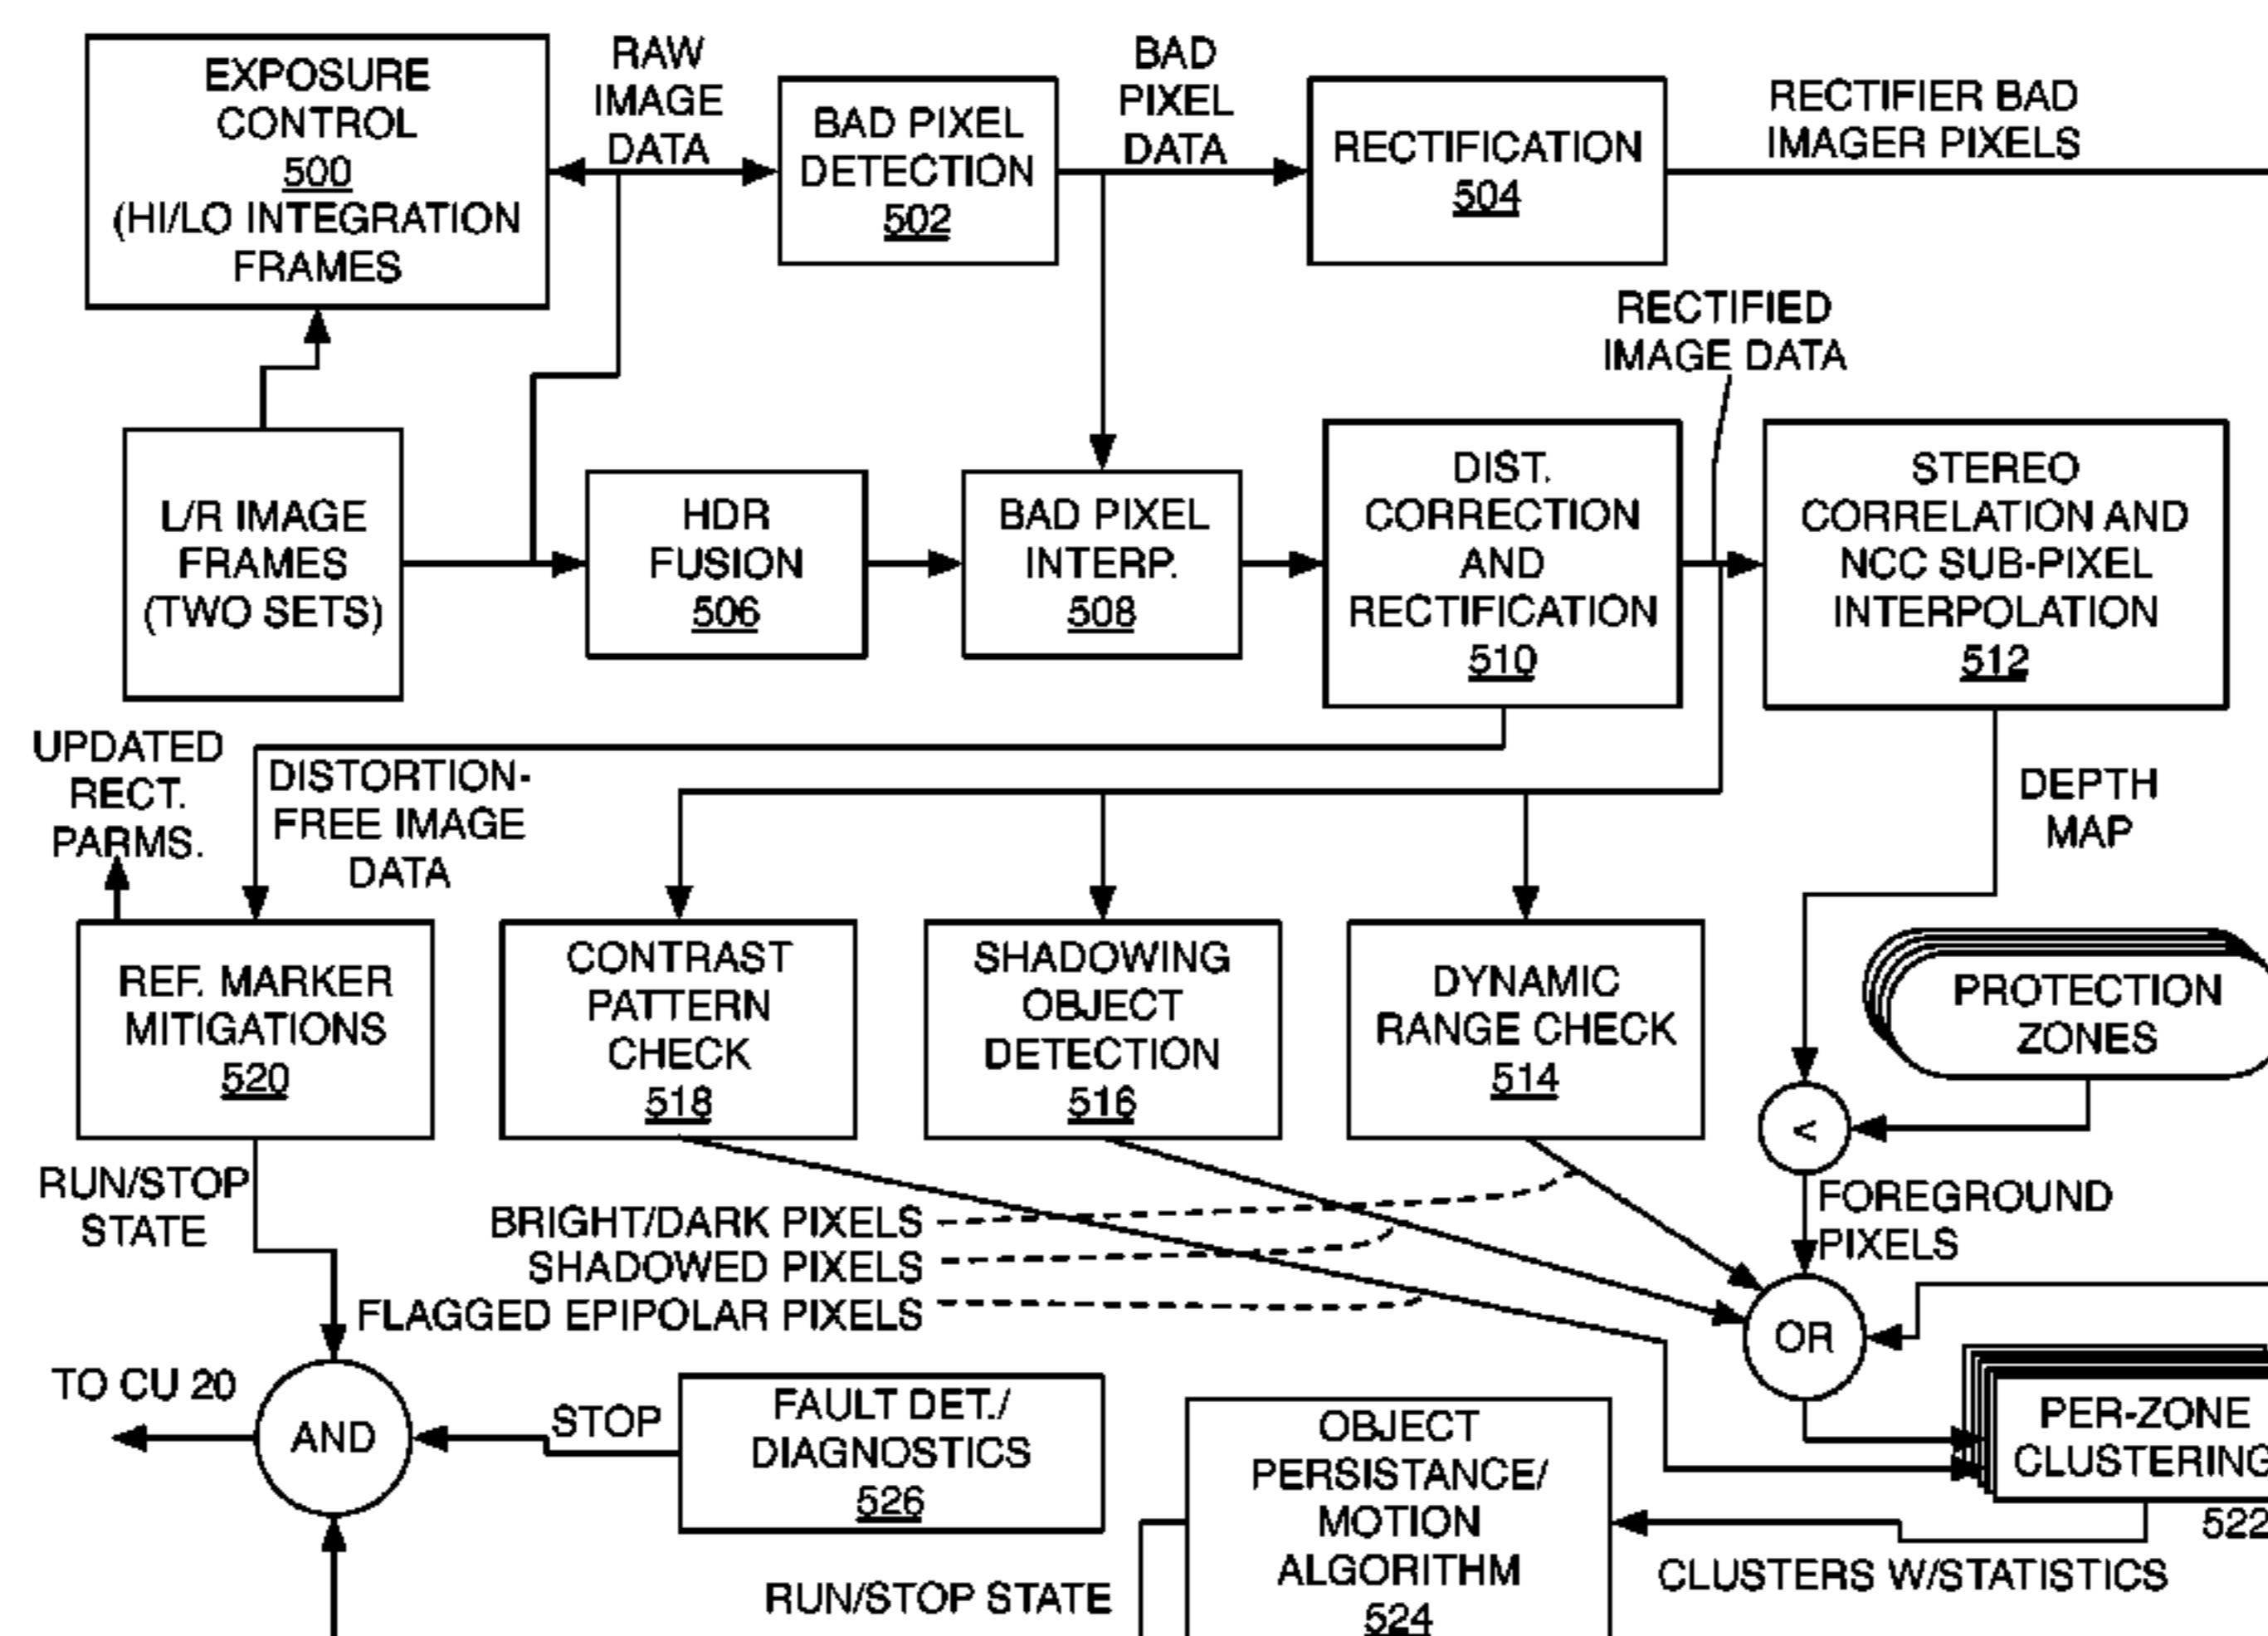 EXPOSURE
CONTROL
500
(HI/LO INTEGRATION
FRAMES
RAW
IMAGE
DATA
BAD PIXEL
DETECTION
502
BAD
PIXEL
DATA
RECTIFICATION
504
RECTIFIER BAD
IMAGER PIXELS
L/R IMAGE
FRAMES
(TWO SETS)
HDR
FUSION
506
BAD PIXEL
INTERP.
508
DIST.
CORRECTION
AND
RECTIFICATION
510
RECTIFIED
IMAGE DATA
STEREO
CORRELATION AND
NCC SUB-PIXEL
INTERPOLATION
512
UPDATED
RECT.
PARMS.
DISTORTION-
FREE IMAGE
DATA
DEPTH
MAP
REF. MARKER
MITIGATIONS
520
CONTRAST
PATTERN
CHECK
518
SHADOWING
OBJECT
DETECTION
516
DYNAMIC
RANGE CHECK
514
PROTECTION
ZONES
<
RUN/STOP
STATE
BRIGHT/DARK PIXELS
SHADOWED PIXELS
FLAGGED EPIPOLAR PIXELS
FOREGROUND
PIXELS
OR
TO CU 20
AND
STOP
FAULT DET./
DIAGNOSTICS
526
OBJECT
PERSISTANCE/
MOTION
ALGORITHM
524
PER-ZONE
CLUSTERING
522
CLUSTERS W/STATISTICS
RUN/STOP STATE